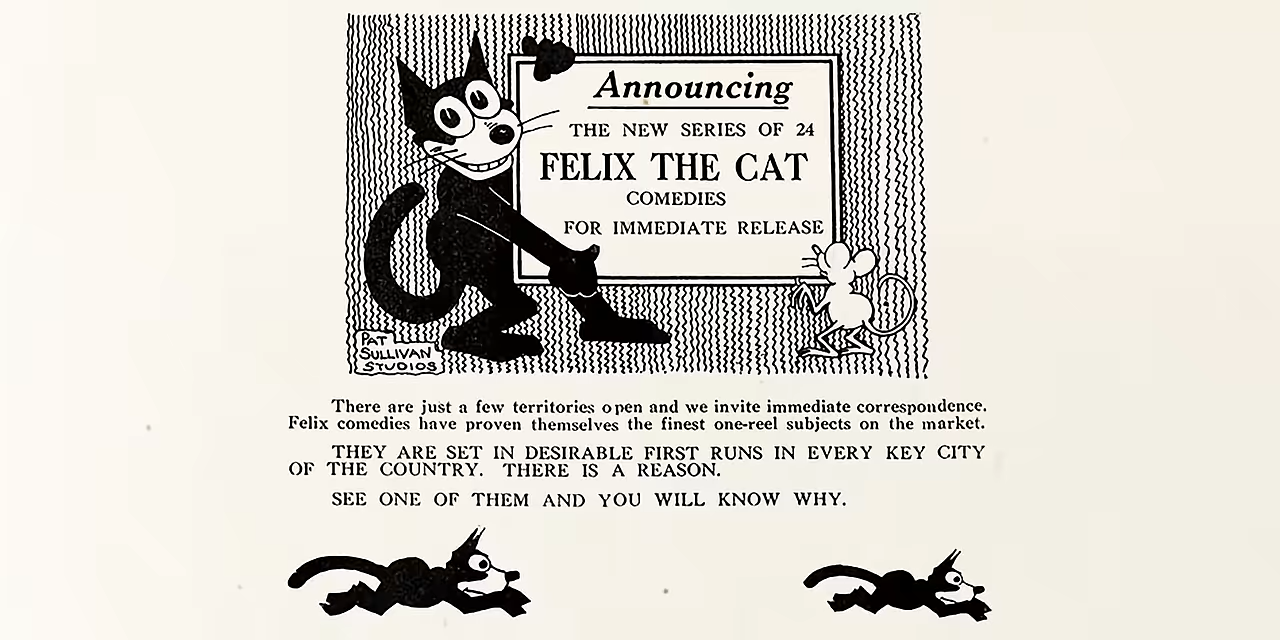 Announcing
THE NEW SERIES OF 24
FELIX THE CAT
COMEDIES
FOR IMMEDIATE RELEASE
PAT
SULLIVAN
STUDIOS
There are just a few territories open and we invite immediate correspondence.
Felix comedies have proven themselves the finest one-reel subjects on the market.
THEY ARE SET IN DESIRABLE FIRST RUNS IN EVERY KEY CITY
OF THE COUNTRY. THERE IS A REASON.
SEE ONE OF THEM AND YOU WILL KNOW WHY.